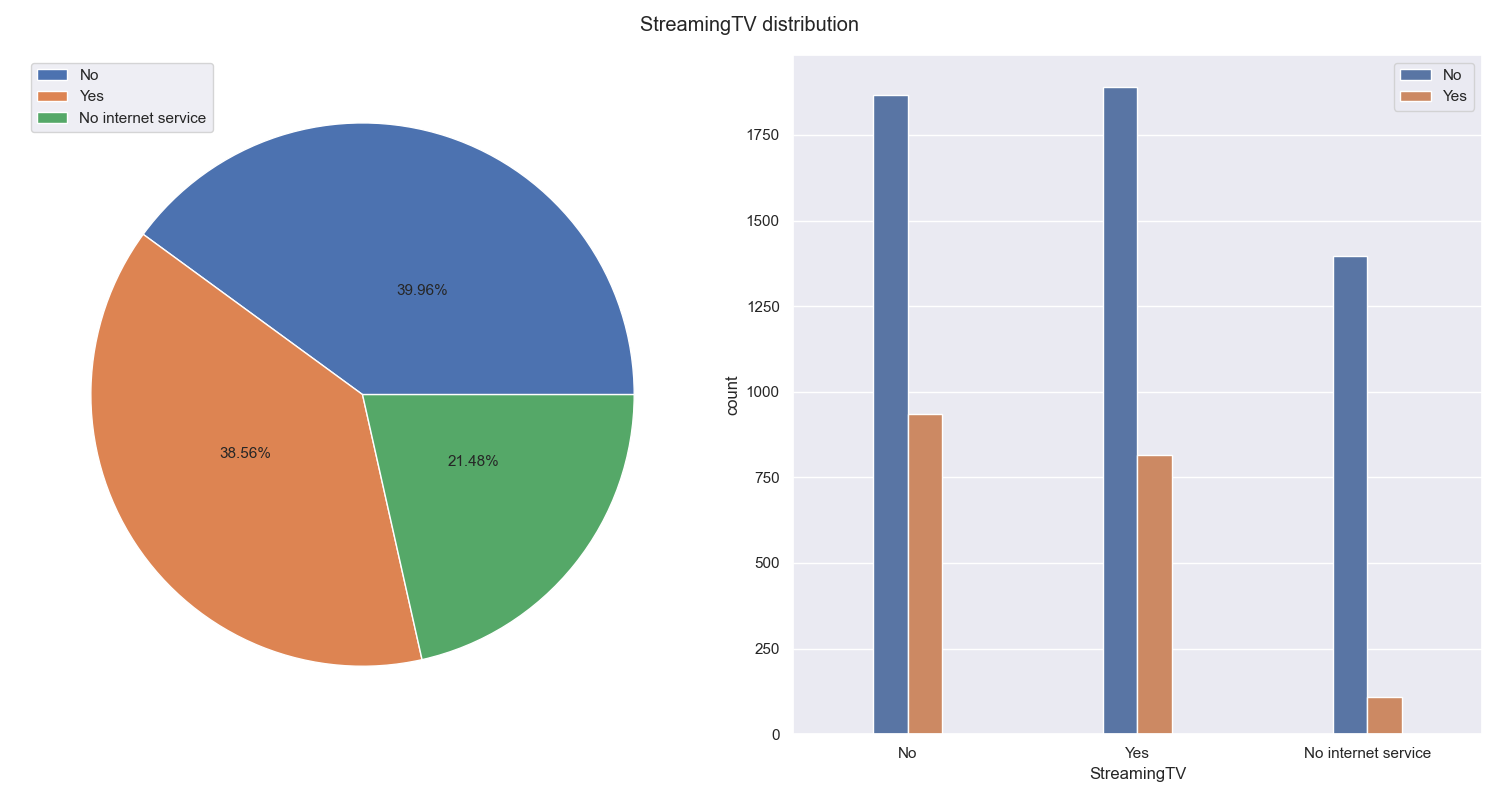 StreamingTV distribution
No
Yes
No internet service
39.96%
38.56%
21.48%
No
Yes
1750
1500
1250
1000
750
500
250
0
count
No
Yes
No internet service
StreamingTV